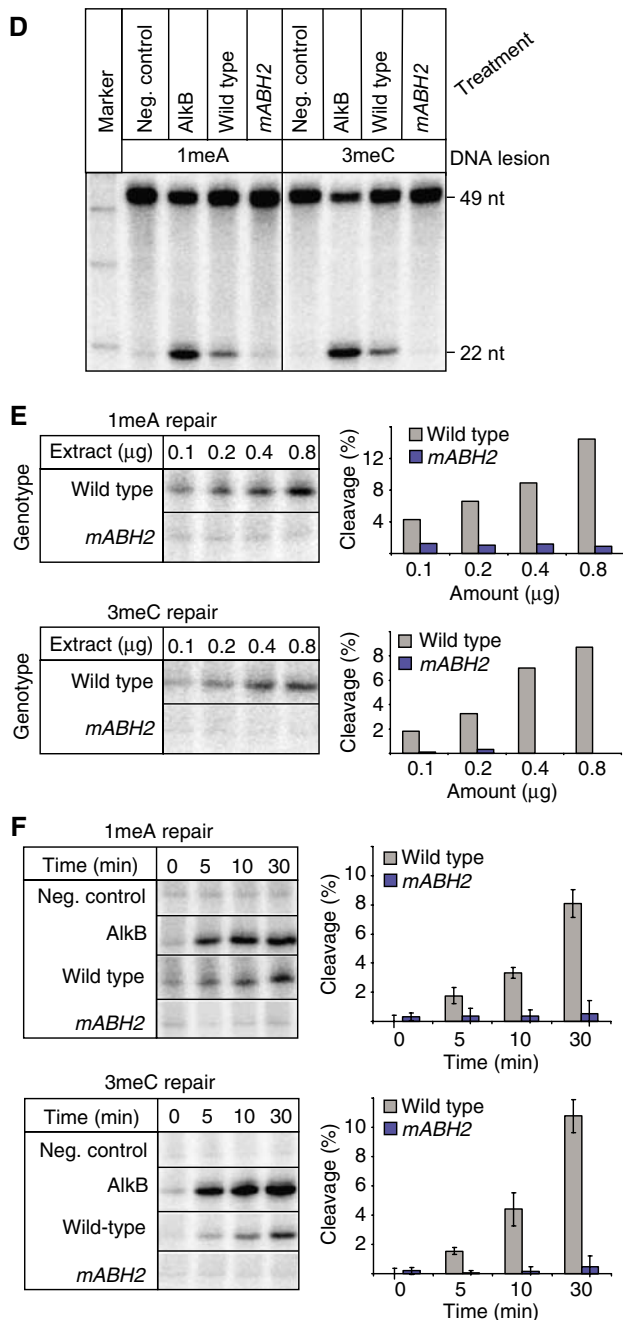 D
Marker
Neg. control
AlkB
Wild type
mABH2
Neg. control
AlkB
Wild type
mABH2
Treatment
1meA 3meC DNA lesion
49 nt
22 nt
E
1meA repair
Genotype
Extract (μg) 0.1 0.2 0.4 0.8
Wild type
mABH2
Cleavage (%)
Wild type
mABH2
12
8
4
0.1 0.2 0.4 0.8
Amount (μg)
3meC repair
Genotype
Extract (μg) 0.1 0.2 0.4 0.8
Wild type
mABH2
Cleavage (%)
Wild type
mABH2
8
6
4
2
0.1 0.2 0.4 0.8
Amount (μg)
F
1meA repair
Time (min) 0 5 10 30
Neg. control
AlkB
Wild type
mABH2
Cleavage (%)
Wild type
mABH2
10
8
6
4
2
0 5 10 30
Time (min)
3meC repair
Time (min) 0 5 10 30
Neg. control
AlkB
Wild-type
mABH2
Cleavage (%)
Wild type
mABH2
10
8
6
4
2
0 5 10 30
Time (min)